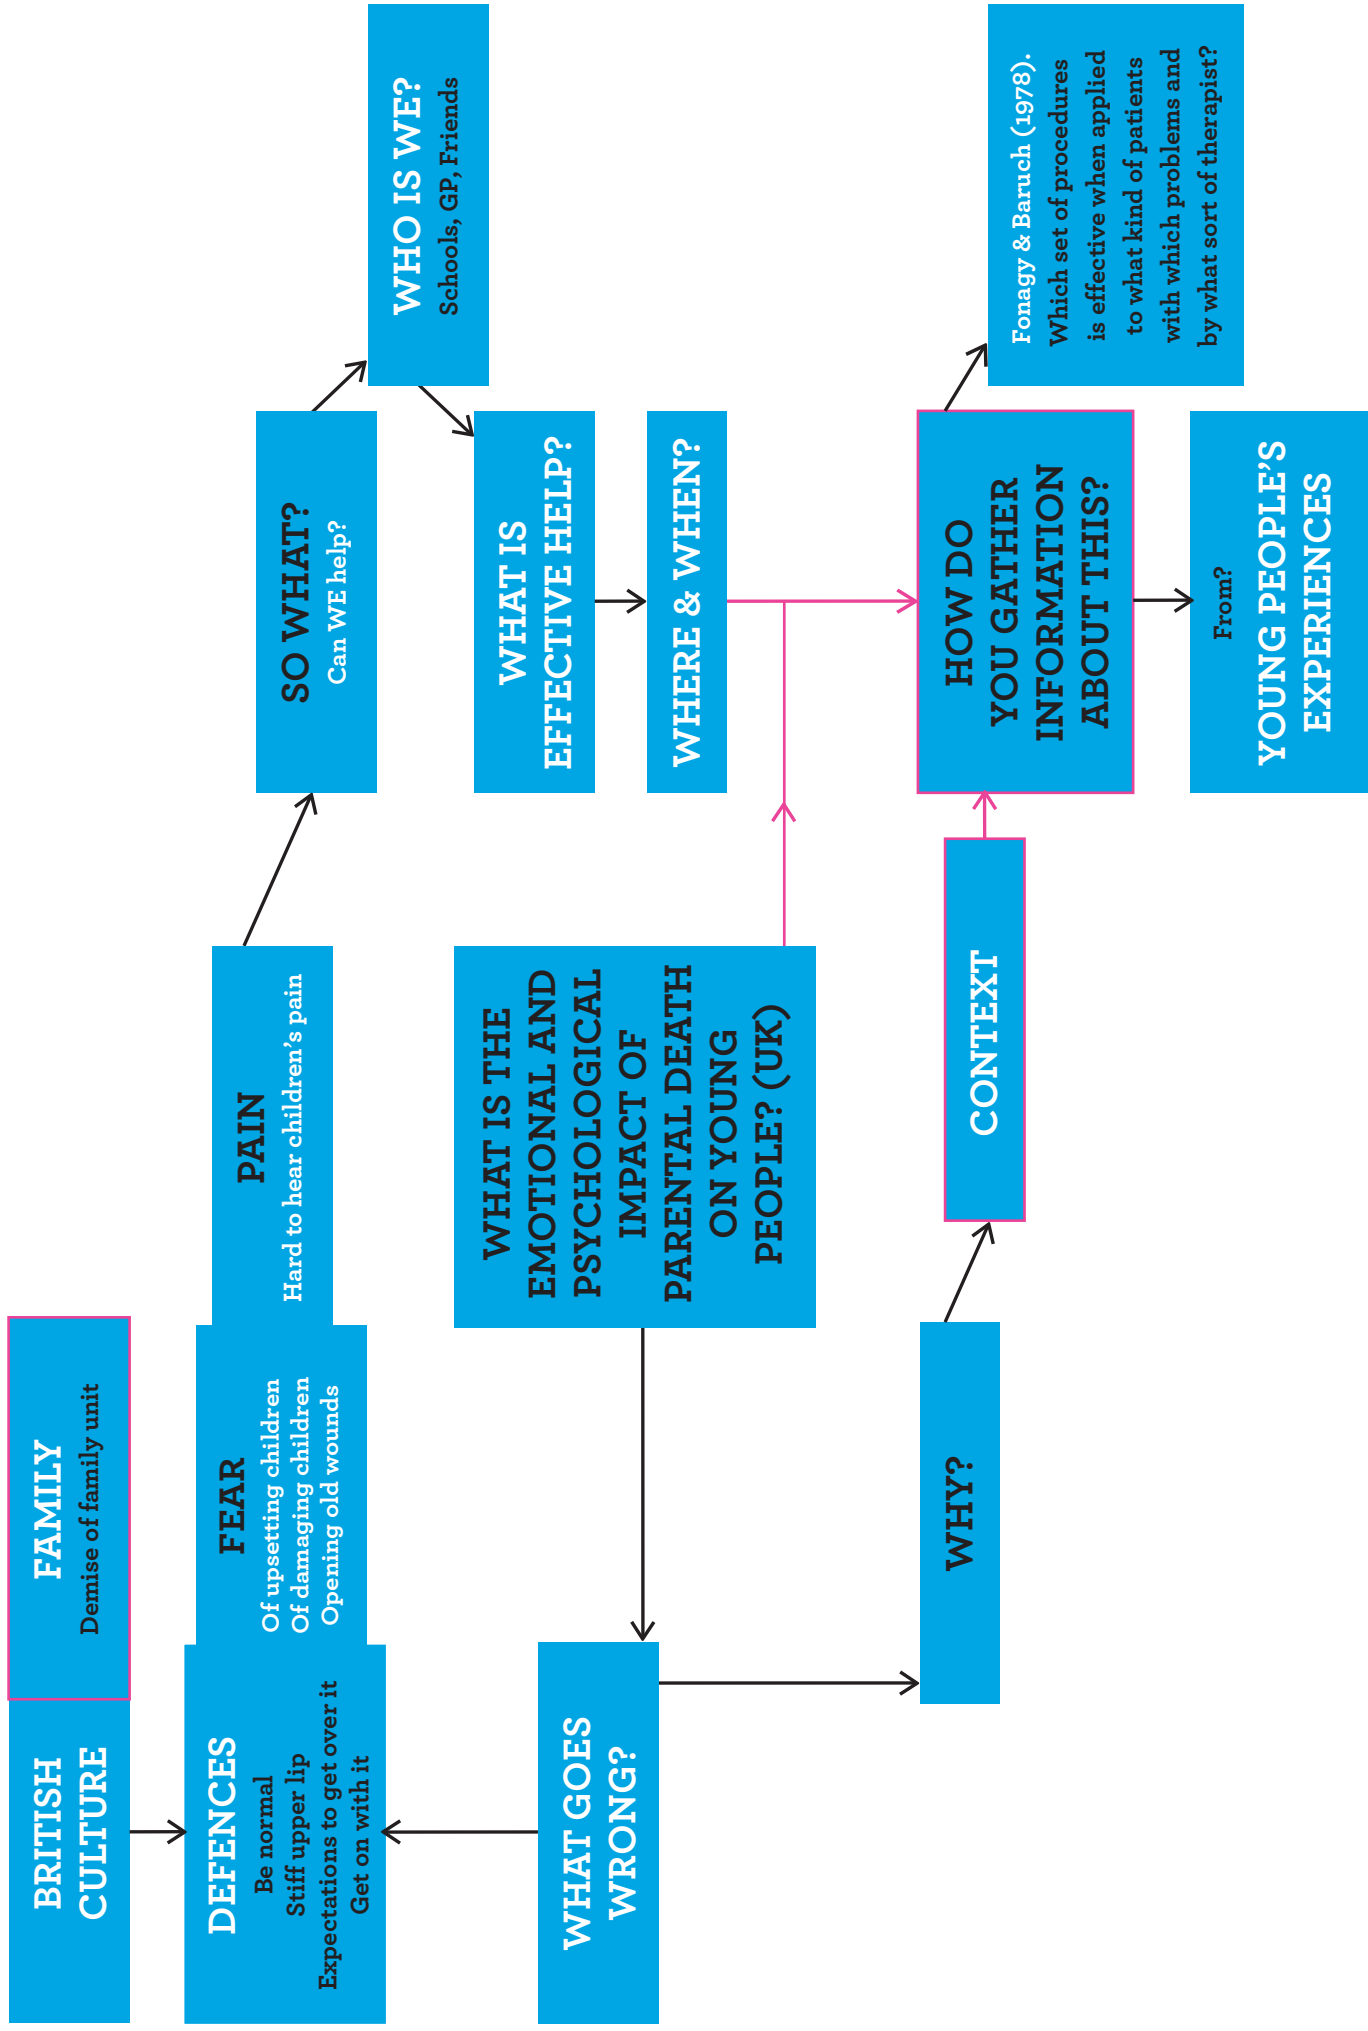 BRITISH
CULTURE
FAMILY
Demise of family unit
DEFENCES
Be normal
Stiff upper lip
Expectations to get over it
Get on with it
FEAR
Of upsetting children
Of damaging children
Opening old wounds
PAIN
Hard to hear children's pain
SO WHAT?
Can WE help?
WHO IS WE?
Schools, GP, Friends
WHAT IS
EFFECTIVE HELP?
WHERE & WHEN?
WHAT IS THE
EMOTIONAL AND
PSYCHOLOGICAL
IMPACT OF
PARENTAL DEATH
ON YOUNG
PEOPLE? (UK)
WHAT GOES
WRONG?
WHY?
CONTEXT
HOW DO
YOU GATHER
INFORMATION
ABOUT THIS?
Fonagy & Baruch (1978).
Which set of procedures
is effective when applied
to what kind of patients
with which problems and
by what sort of therapist?
From?
YOUNG PEOPLE'S
EXPERIENCES